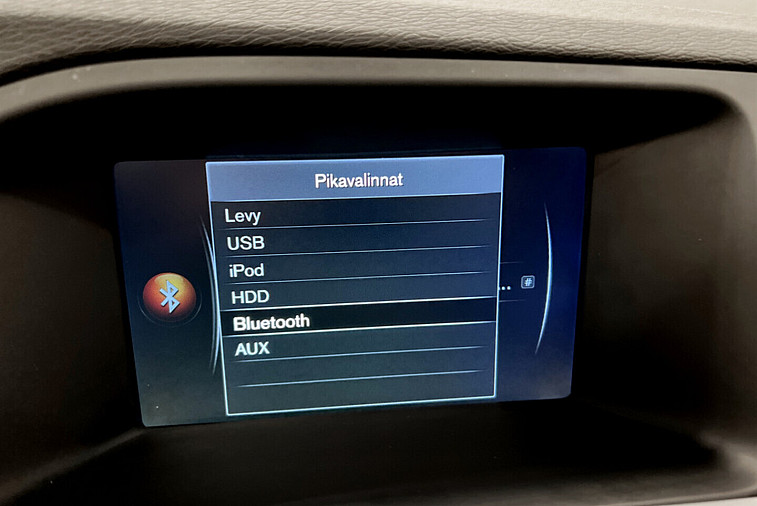 Pikavalinnat
Levy
USB
iPod
HDD
Bluetooth
AUX
... #